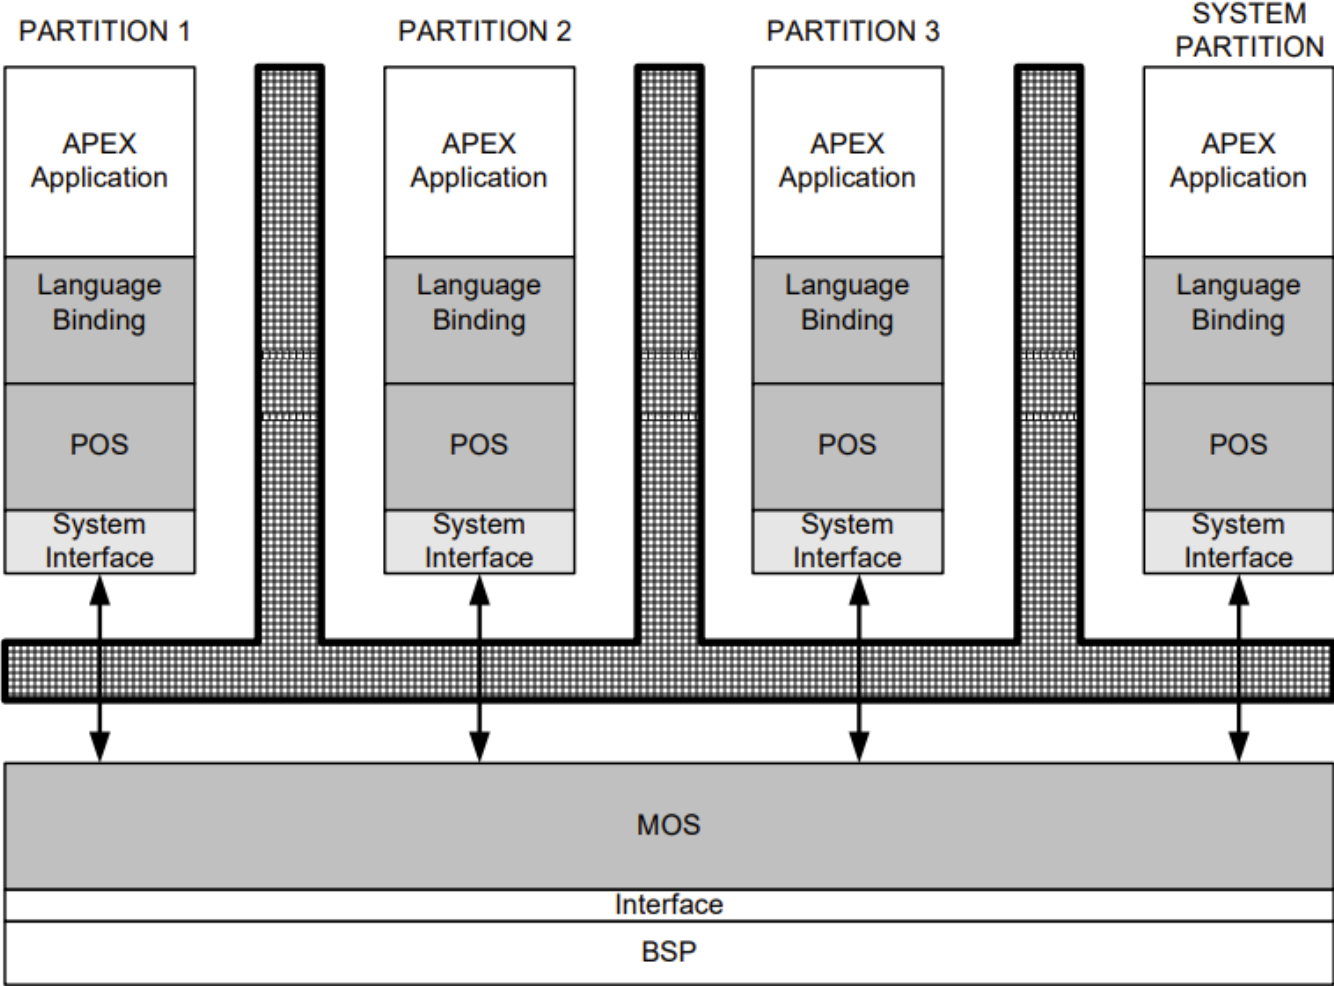 PARTITION 1
PARTITION 2
PARTITION 3
SYSTEM
PARTITION
APEX
Application
APEX
Application
APEX
Application
APEX
Application
Language
Binding
Language
Binding
Language
Binding
Language
Binding
POS
POS
POS
POS
System
Interface
System
Interface
System
Interface
System
Interface
MOS
Interface
BSP